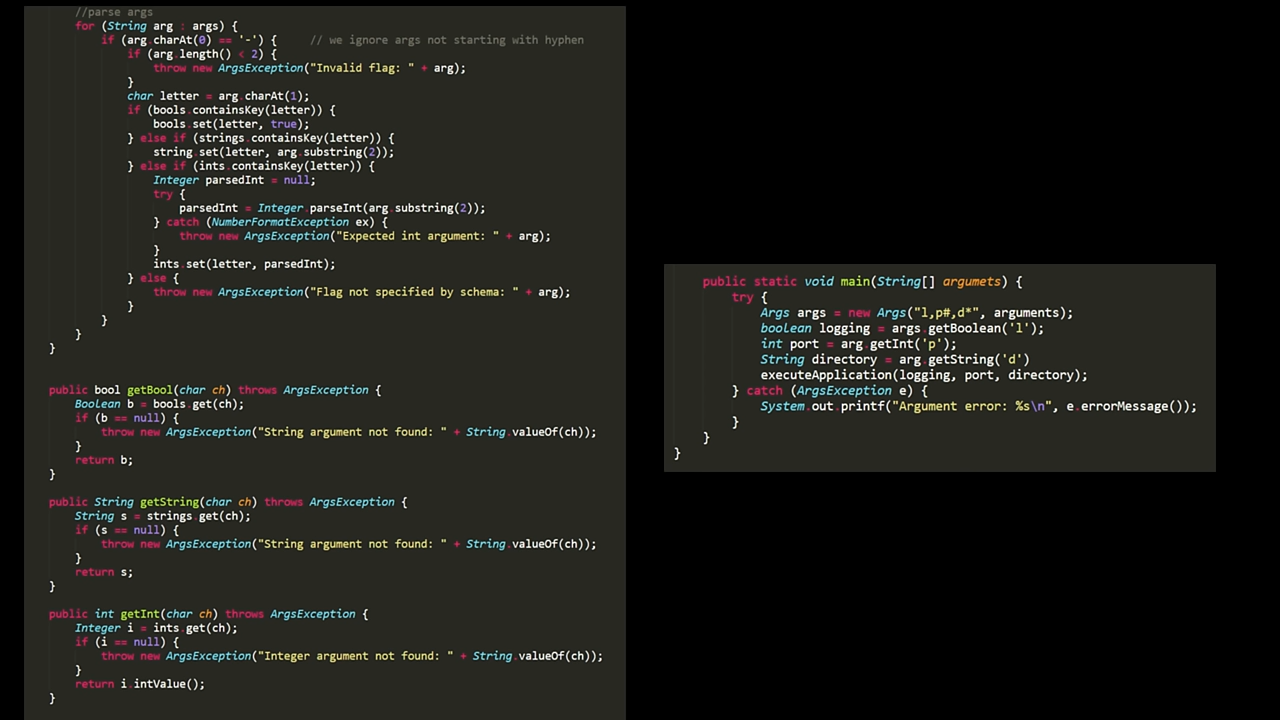 //parse args
for (String arg : args) {
if (arg.charAt(0) == '-') {    // we ignore args not starting with hyphen
if (arg.length() < 2) {
throw new ArgsException("Invalid flag: " + arg);
}
char letter = arg.charAt(1);
if (bools.containsKey(letter)) {
bools.set(letter, true);
} else if (strings.containsKey(letter)) {
string.set(letter, arg.substring(2));
} else if (ints.containsKey(letter)) {
Integer parsedInt = null;
try {
parsedInt = Integer.parseInt(arg.substring(2));
} catch (NumberFormatException ex) {
throw new ArgsException("Expected int argument: " + arg);
}
ints.set(letter, parsedInt);
} else {
throw new ArgsException("Flag not specified by schema: " + arg);
}
}
}
}
public bool getBool(char ch) throws ArgsException {
Boolean b = bools.get(ch);
if (b == null) {
throw new ArgsException("String argument not found: " + String.valueOf(ch));
}
return b;
}
public String getString(char ch) throws ArgsException {
String s = strings.get(ch);
if (s == null) {
throw new ArgsException("String argument not found: " + String.valueOf(ch));
}
return s;
}
public int getInt(char ch) throws ArgsException {
Integer i = ints.get(ch);
if (i == null) {
throw new ArgsException("Integer argument not found: " + String.valueOf(ch));
}
return i.intValue();
}
public static void main(String[] argumets) {
try {
Args args = new Args("l,p#,d*", arguments);
boolean logging = args.getBoolean('l');
int port = arg.getInt('p');
String directory = arg.getString('d')
executeApplication(logging, port, directory);
} catch (ArgsException e) {
System.out.printf("Argument error: %s\n", e.errorMessage());
}
}
}